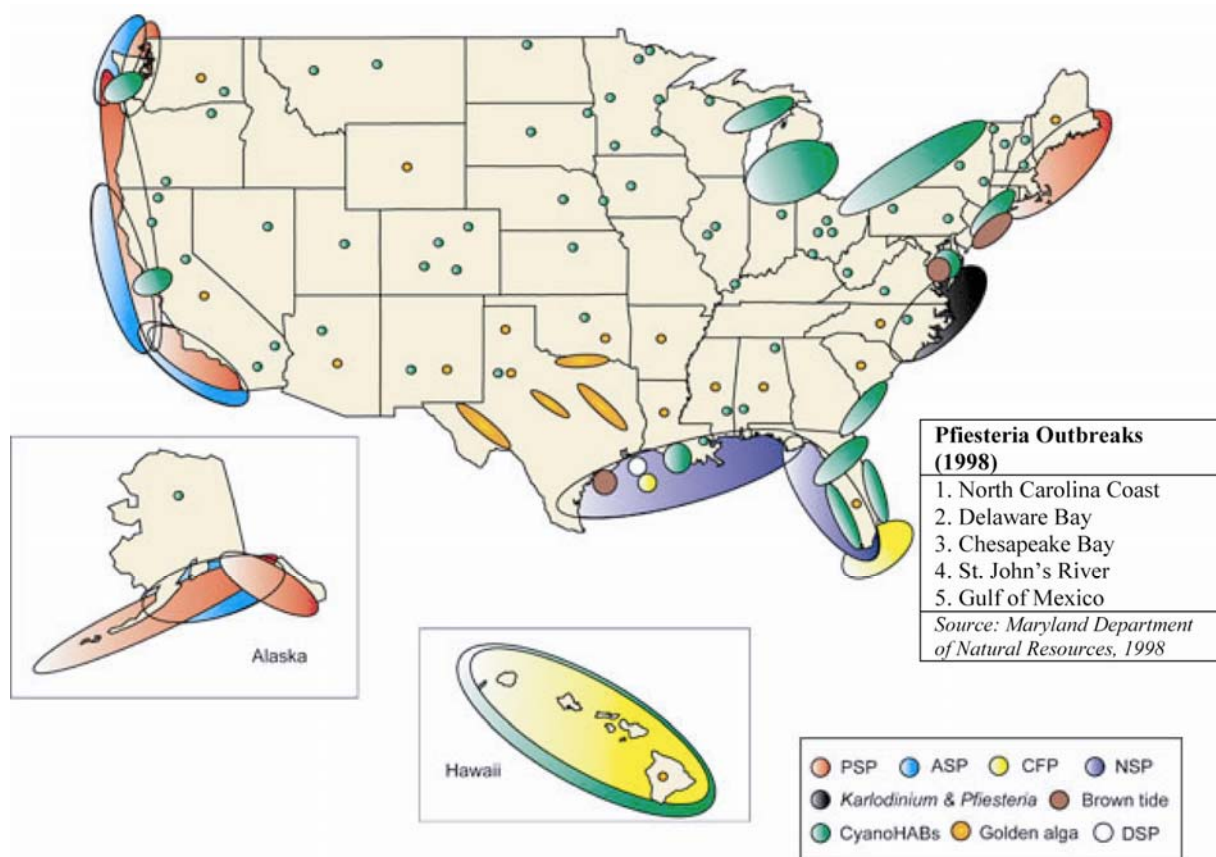 Pfiesteria Outbreaks
(1998)
1. North Carolina Coast
2. Delaware Bay
3. Chesapeake Bay
4. St. John's River
5. Gulf of Mexico
Source: Maryland Department
of Natural Resources, 1998
Alaska
Hawaii
PSP ASP CFP NSP
Karlodinium & Pfiesteria Brown tide
CyanoHABs Golden alga DSP